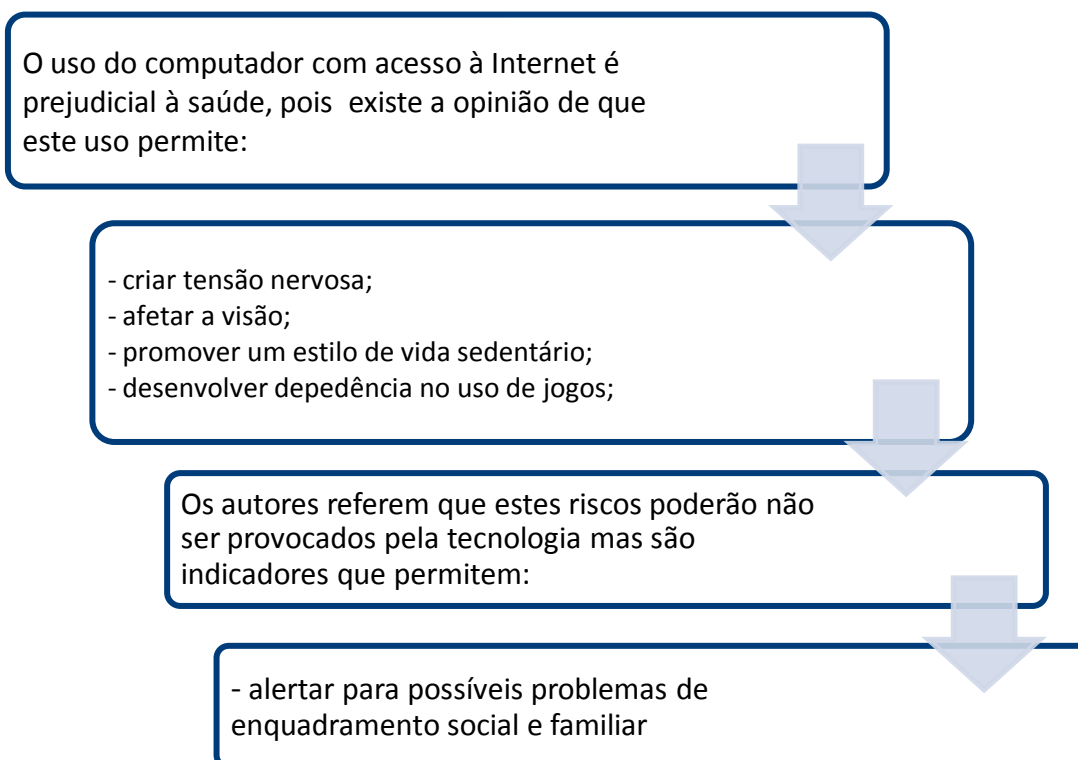 O uso do computador com acesso à Internet é
prejudicial à saúde, pois  existe a opinião de que
este uso permite:
- criar tensão nervosa;
- afetar a visão;
- promover um estilo de vida sedentário;
- desenvolver depedência no uso de jogos;
Os autores referem que estes riscos poderão não
ser provocados pela tecnologia mas são
indicadores que permitem:
- alertar para possíveis problemas de
enquadramento social e familiar